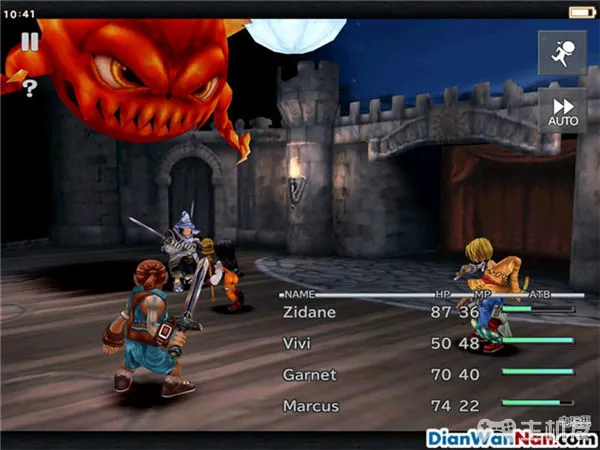 10:41
?
AUTO
NAME HP MP ATB
Zidane 87 36
Vivi 50 48
Garnet 70 40
Marcus 74 22
DianWanNan.com